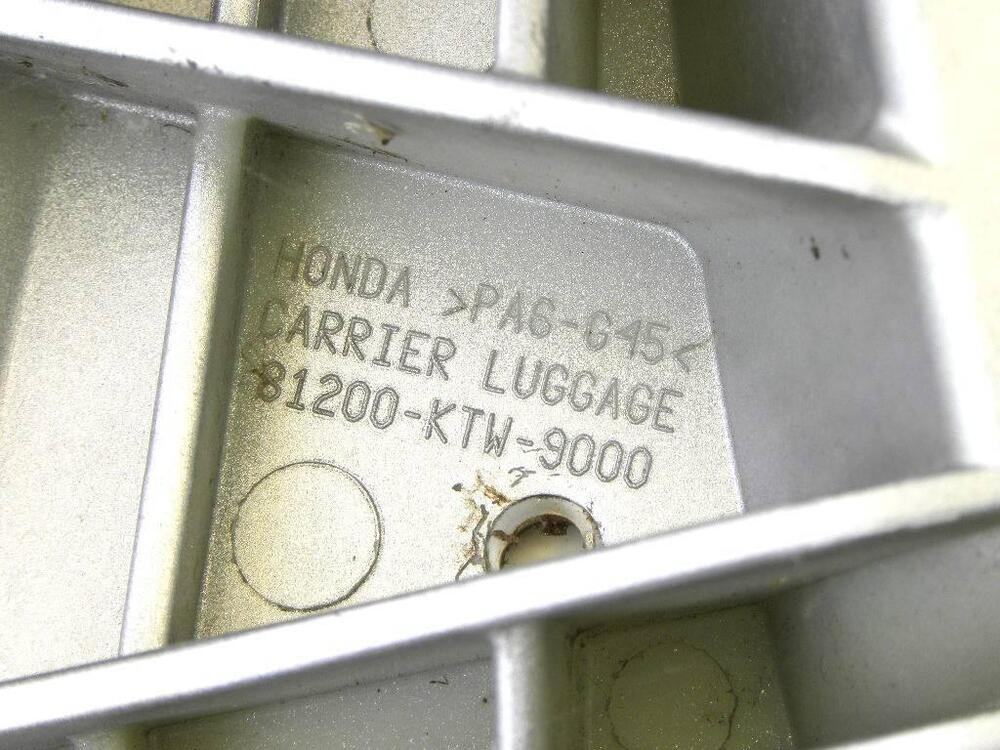 HONDA >PA6-G45<
CARRIER LUGGAGE
81200-KTW-9000